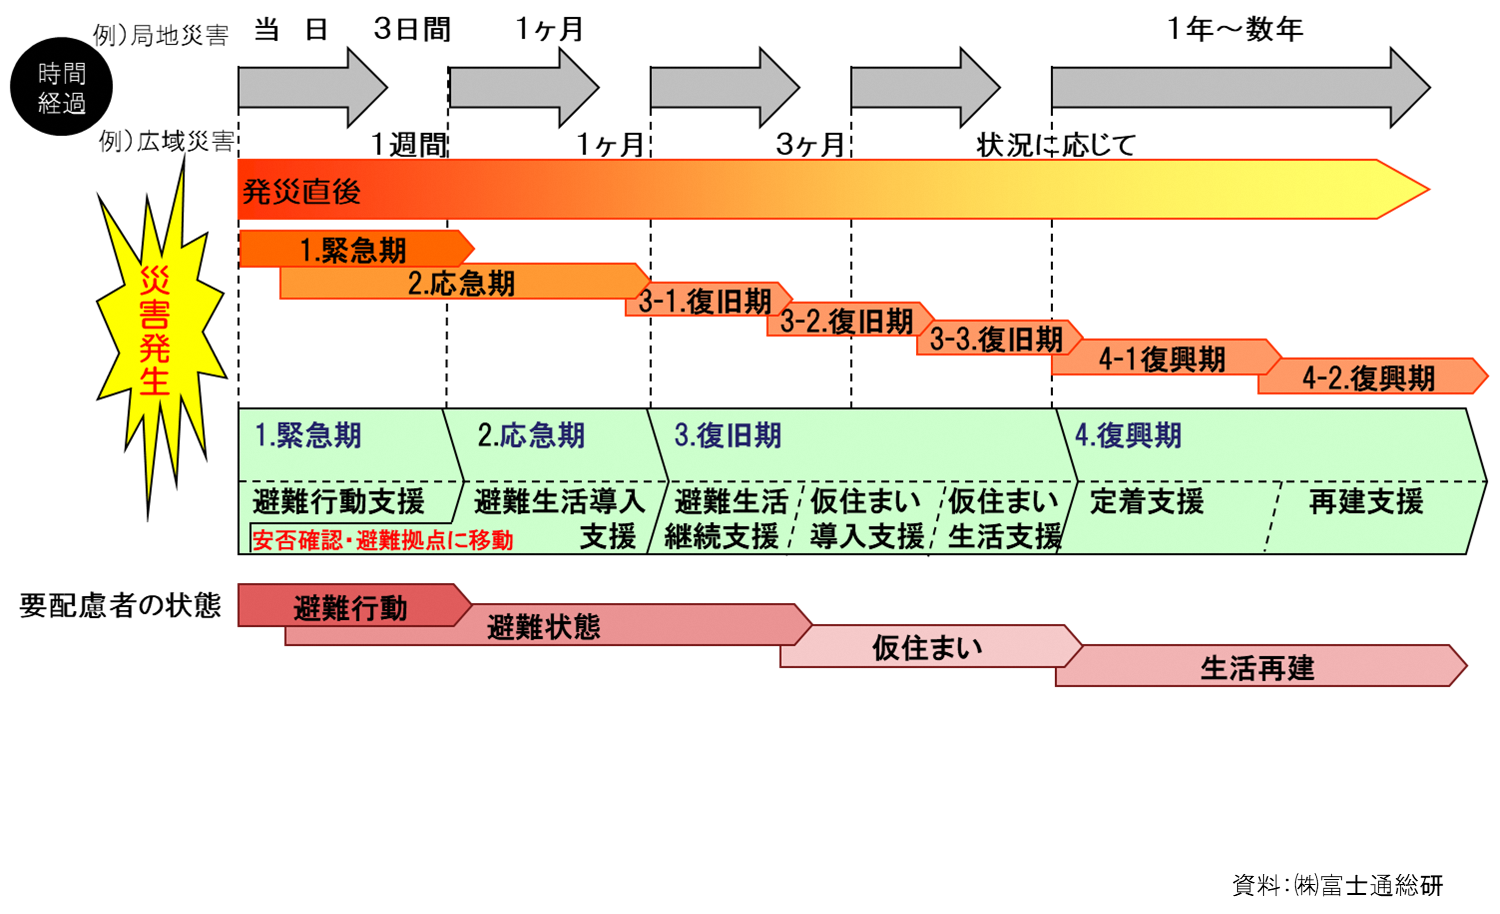 例）局地災害
当　日
３日間
１ヶ月
１年～数年
時間
経過
例）広域災害
１週間
１ヶ月
３ヶ月
状況に応じて
発災直後
災
害
発
生
1.緊急期
2.応急期
3-1.復旧期
3-2.復旧期
3-3.復旧期
4-1復興期
4-2.復興期
1.緊急期
2.応急期
3.復旧期
4.復興期
避難行動支援
安否確認・避難拠点に移動
避難生活導入
支援
避難生活
継続支援
仮住まい
導入支援
仮住まい
生活支援
定着支援
再建支援
要配慮者の状態
避難行動
避難状態
仮住まい
生活再建
資料：㈱富士通総研